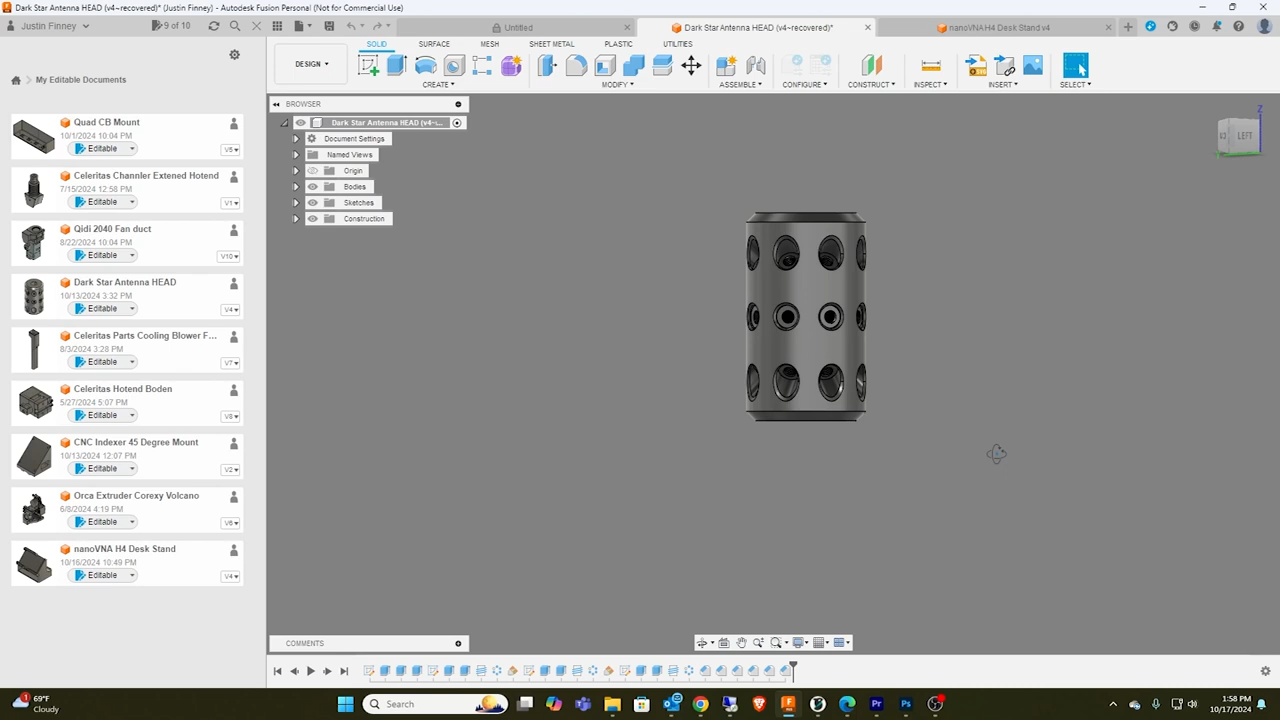 Dark Star Antenna HEAD (v4~recovered)* (Justin Finney) - Autodesk Fusion Personal (Not for Commercial Use)
Justin Finney
9 of 10
Untitled
Dark Star Antenna HEAD (v4~recovered)*
nanoVNA H4 Desk Stand v4
SOLID
SURFACE
MESH
SHEET METAL
PLASTIC
UTILITIES
DESIGN
CREATE
MODIFY
ASSEMBLE
CONFIGURE
CONSTRUCT
INSPECT
INSERT
SELECT
My Editable Documents
BROWSER
Dark Star Antenna HEAD (v4~...
Document Settings
Named Views
Origin
Bodies
Sketches
Construction
Quad CB Mount
10/1/2024 10:04 PM
Editable
V5
Celeritas Channler Extened Hotend
7/15/2024 12:58 PM
Editable
V1
Qidi 2040 Fan duct
8/22/2024 10:04 PM
Editable
V10
Dark Star Antenna HEAD
10/13/2024 3:32 PM
Editable
V4
Celeritas Parts Cooling Blower F...
8/3/2024 3:28 PM
Editable
V7
Celeritas Hotend Boden
5/27/2024 5:07 PM
Editable
V8
CNC Indexer 45 Degree Mount
10/13/2024 12:07 PM
Editable
V2
Orca Extruder Corexy Volcano
6/8/2024 4:19 PM
Editable
V6
nanoVNA H4 Desk Stand
10/16/2024 10:49 PM
Editable
V4
Z
LEFT
COMMENTS
69°F
Cloudy
Search
1:58 PM
10/17/2024